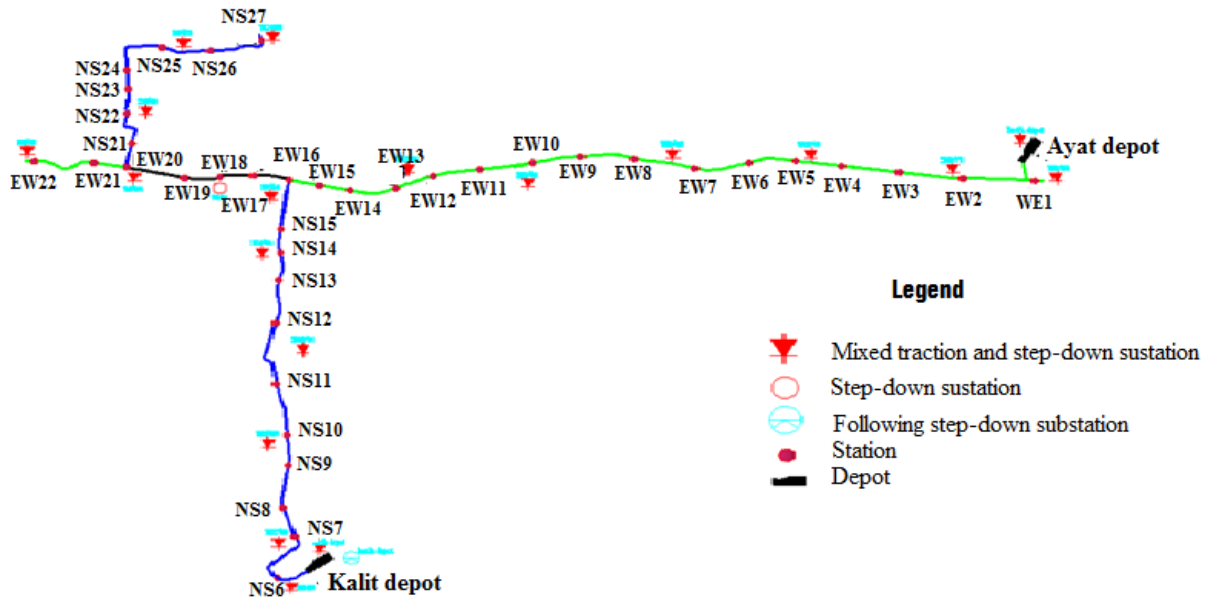 NS27
NS24
NS25
NS26
NS23
NS22
NS21
EW20
EW18
EW16
EW13
EW10
EW22
EW21
EW19
EW17
EW15
EW14
EW12
EW11
EW9
EW8
EW7
EW6
EW5
EW4
EW3
EW2
WE1
Ayat depot
NS15
NS14
NS13
NS12
NS11
NS10
NS9
NS8
NS7
NS6
Kalit depot
Legend
Mixed traction and step-down sustation
Step-down sustation
Following step-down substation
Station
Depot